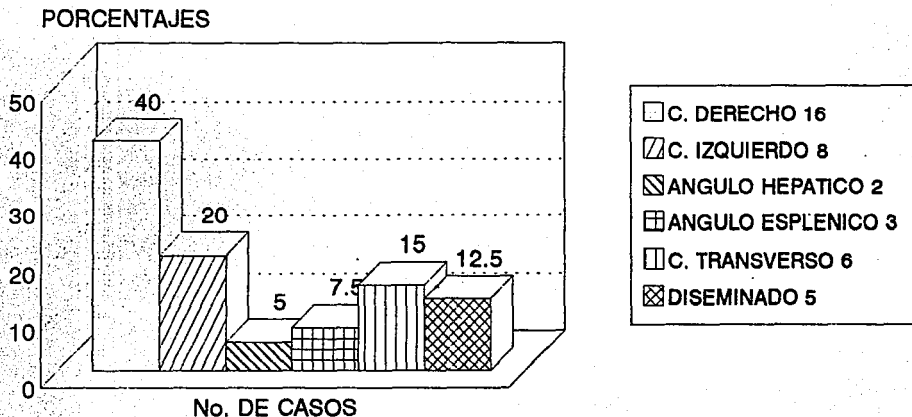 PORCENTAJES
50
40
30
20
10
0
40
20
5
7.5
15
12.5
No. DE CASOS
C. DERECHO 16
C. IZQUIERDO 8
ANGULO HEPATICO 2
ANGULO ESPLENICO 3
C. TRANSVERSO 6
DISEMINADO 5